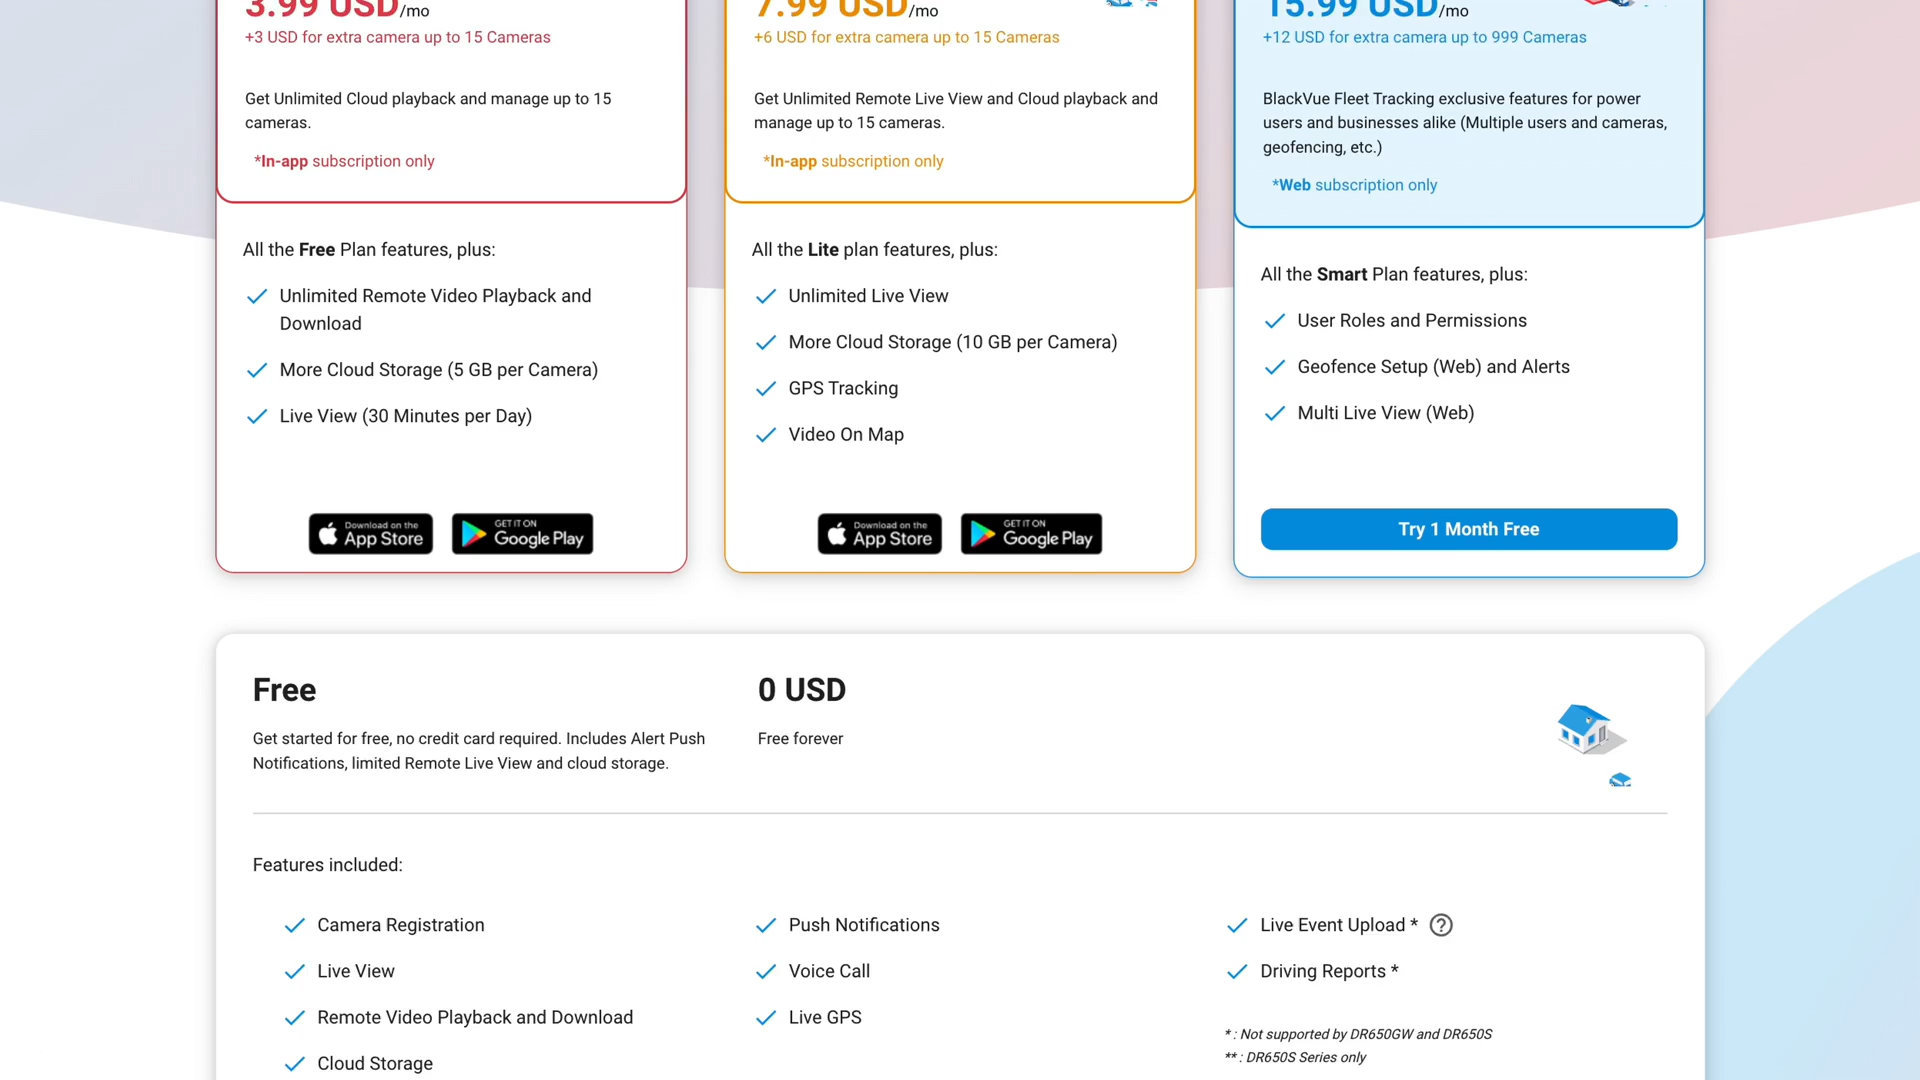 3.99 USD/mo
+3 USD for extra camera up to 15 Cameras
Get Unlimited Cloud playback and manage up to 15
cameras.
*In-app subscription only
All the Free Plan features, plus:
Unlimited Remote Video Playback and
Download
More Cloud Storage (5 GB per Camera)
Live View (30 Minutes per Day)
Download on the
App Store
GET IT ON
Google Play
7.99 USD/mo
+6 USD for extra camera up to 15 Cameras
Get Unlimited Remote Live View and Cloud playback and
manage up to 15 cameras.
*In-app subscription only
All the Lite plan features, plus:
Unlimited Live View
More Cloud Storage (10 GB per Camera)
GPS Tracking
Video On Map
Download on the
App Store
GET IT ON
Google Play
15.99 USD/mo
+12 USD for extra camera up to 999 Cameras
BlackVue Fleet Tracking exclusive features for power
users and businesses alike (Multiple users and cameras,
geofencing, etc.)
*Web subscription only
All the Smart Plan features, plus:
User Roles and Permissions
Geofence Setup (Web) and Alerts
Multi Live View (Web)
Try 1 Month Free
Free
Get started for free, no credit card required. Includes Alert Push
Notifications, limited Remote Live View and cloud storage.
0 USD
Free forever
Features included:
Camera Registration
Live View
Remote Video Playback and Download
Cloud Storage
Push Notifications
Voice Call
Live GPS
Live Event Upload * ?
Driving Reports *
* : Not supported by DR650GW and DR650S
** : DR650S Series only